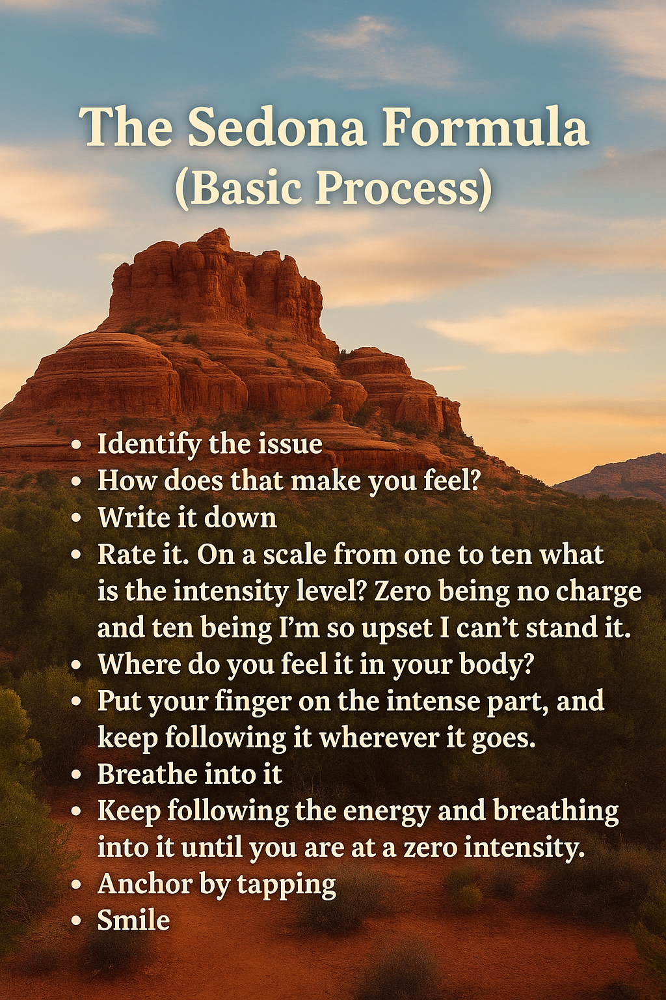 The Sedona Formula
(Basic Process)
• Identify the issue
• How does that make you feel?
• Write it down
• Rate it. On a scale from one to ten what
is the intensity level? Zero being no charge
and ten being I’m so upset I can’t stand it.
• Where do you feel it in your body?
• Put your finger on the intense part, and
keep following it wherever it goes.
• Breathe into it
• Keep following the energy and breathing
into it until you are at a zero intensity.
• Anchor by tapping
• Smile